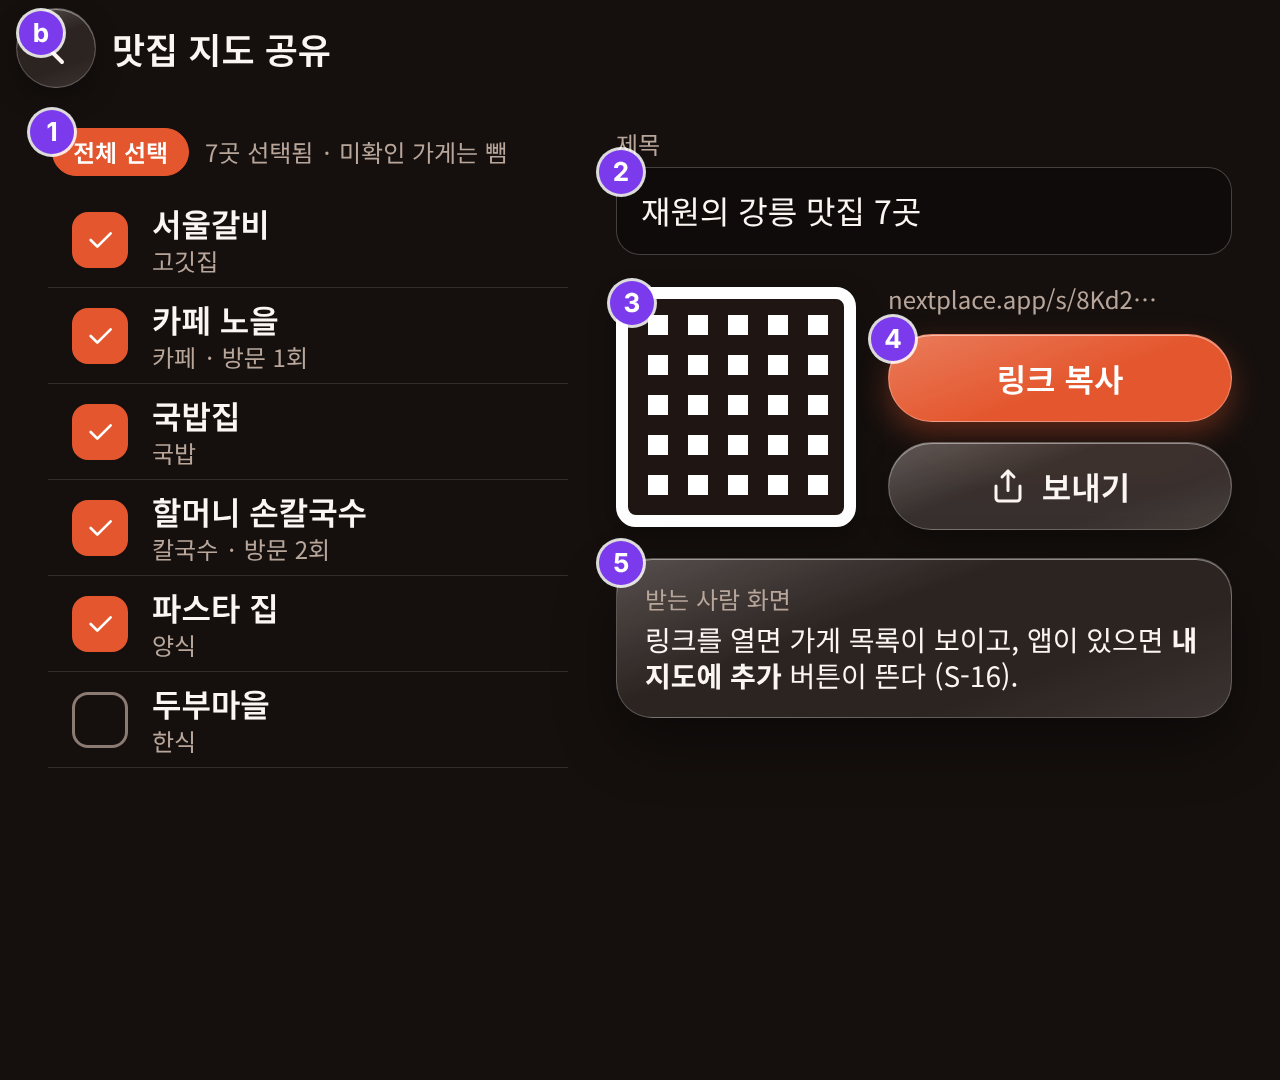 b
맛집 지도 공유
1
전체 선택
7곳 선택됨 · 미확인 가게는 뺌
서울갈비
고깃집
카페 노을
카페 · 방문 1회
국밥집
국밥
할머니 손칼국수
칼국수 · 방문 2회
파스타 집
양식
두부마을
한식
제목
2
재원의 강릉 맛집 7곳
3
nextplace.app/s/8Kd2…
4
링크 복사
보내기
5
받는 사람 화면
링크를 열면 가게 목록이 보이고, 앱이 있으면 내
지도에 추가 버튼이 뜬다 (S-16).